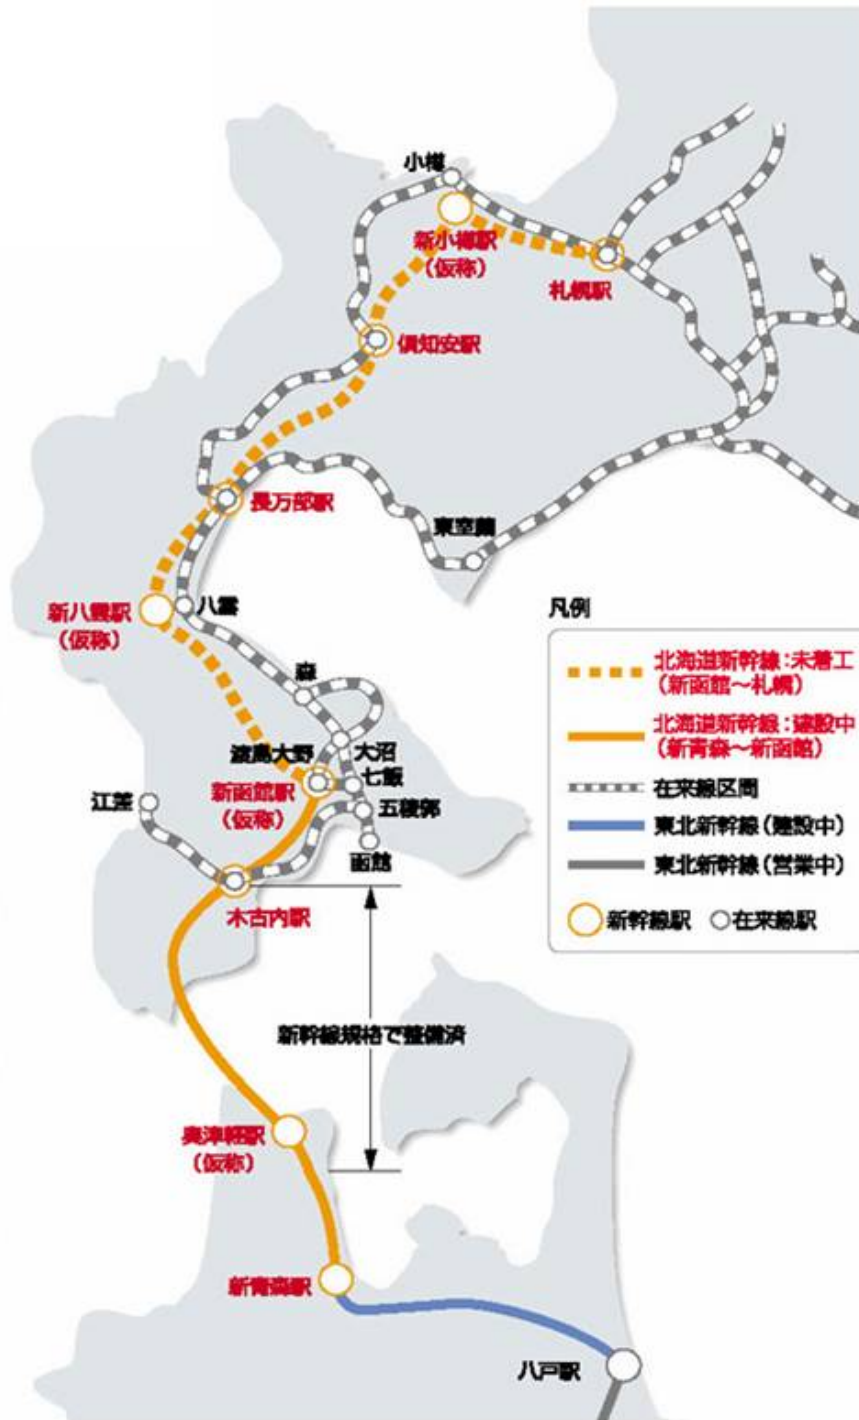 小樽
新小樽駅
(仮称)
札幌駅
倶知安駅
長万部駅
東室蘭
新八雲駅
(仮称)
八雲
森
渡島大野
大沼
新函館駅
(仮称)
七飯
江差
五稜郭
函館
木古内駅
凡例
北海道新幹線:未着工
(新函館~札幌)
北海道新幹線:建設中
(新青森~新函館)
在来線区間
東北新幹線(建設中)
東北新幹線(営業中)
新幹線駅 在来線駅
新幹線規格で整備済
奥津軽駅
(仮称)
新青森駅
八戸駅